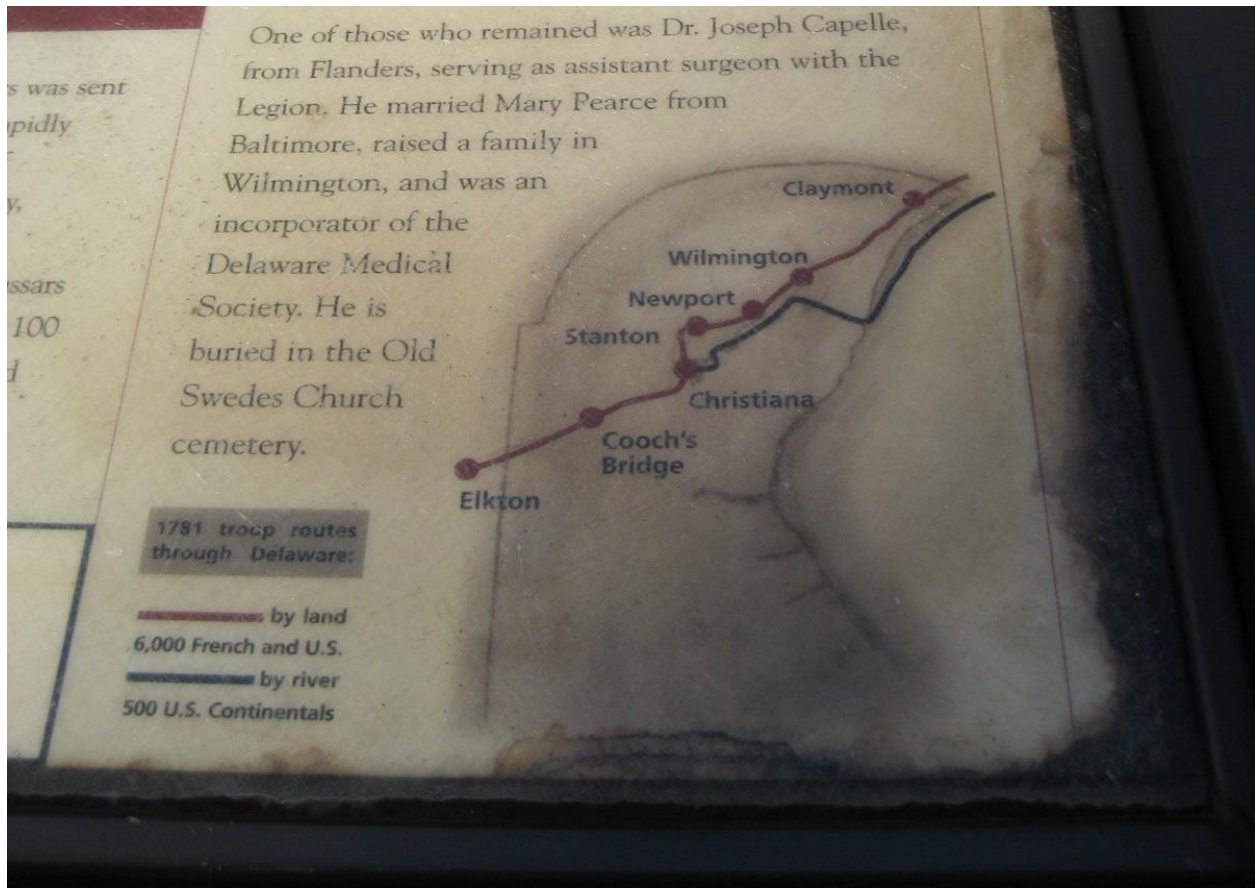 s was sent
pidly
y,
ssars
100
d
One of those who remained was Dr. Joseph Capelle,
from Flanders, serving as assistant surgeon with the
Legion. He married Mary Pearce from
Baltimore, raised a family in
Wilmington, and was an
incorporator of the
Delaware Medical
Society. He is
buried in the Old
Swedes Church
cemetery.
Claymont
Wilmington
Newport
Stanton
Christiana
Cooch's
Bridge
Elkton
1781 troop routes
through Delaware:
by land
6,000 French and U.S.
by river
500 U.S. Continentals